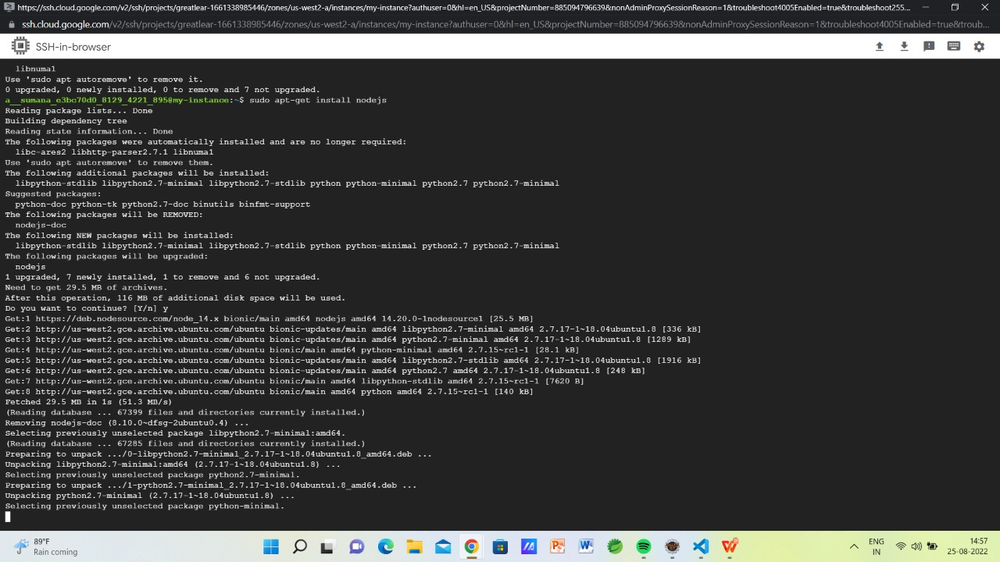 https://ssh.cloud.google.com/v2/ssh/projects/greatlear-1661338985446/zones/us-west2-a/instances/my-instance?authuser=0&hl=en_US&projectNumber=885094796639&nonAdminProxySessionReason=1&troubleshoot4005Enabled=true&troubleshoot255...
ssh.cloud.google.com/v2/ssh/projects/greatlear-1661338985446/zones/us-west2-a/instances/my-instance?authuser=0&hl=en_US&projectNumber=885094796639&nonAdminProxySessionReason=1&troubleshoot4005Enabled=true&troub...
SSH-in-browser
libnuma1
Use 'sudo apt autoremove' to remove it.
0 upgraded, 0 newly installed, 0 to remove and 7 not upgraded.
a__sumana_e3bc70d0_8129_4221_895@my-instance:~$ sudo apt-get install nodejs
Reading package lists... Done
Building dependency tree
Reading state information... Done
The following packages were automatically installed and are no longer required:
libc-ares2 libhttp-parser2.7.1 libnuma1
Use 'sudo apt autoremove' to remove them.
The following additional packages will be installed:
libpython-stdlib libpython2.7-minimal libpython2.7-stdlib python python-minimal python2.7 python2.7-minimal
Suggested packages:
python-doc python-tk python2.7-doc binutils binfmt-support
The following packages will be REMOVED:
nodejs-doc
The following NEW packages will be installed:
libpython-stdlib libpython2.7-minimal libpython2.7-stdlib python python-minimal python2.7 python2.7-minimal
The following packages will be upgraded:
nodejs
1 upgraded, 7 newly installed, 1 to remove and 6 not upgraded.
Need to get 29.5 MB of archives.
After this operation, 116 MB of additional disk space will be used.
Do you want to continue? [Y/n] y
Get:1 https://deb.nodesource.com/node_14.x bionic/main amd64 nodejs amd64 14.20.0-1nodesource1 [25.5 MB]
Get:2 http://us-west2.gce.archive.ubuntu.com/ubuntu bionic-updates/main amd64 libpython2.7-minimal amd64 2.7.17-1~18.04ubuntu1.8 [336 kB]
Get:3 http://us-west2.gce.archive.ubuntu.com/ubuntu bionic-updates/main amd64 python2.7-minimal amd64 2.7.17-1~18.04ubuntu1.8 [1289 kB]
Get:4 http://us-west2.gce.archive.ubuntu.com/ubuntu bionic/main amd64 python-minimal amd64 2.7.15~rc1-1 [28.1 kB]
Get:5 http://us-west2.gce.archive.ubuntu.com/ubuntu bionic-updates/main amd64 libpython2.7-stdlib amd64 2.7.17-1~18.04ubuntu1.8 [1916 kB]
Get:6 http://us-west2.gce.archive.ubuntu.com/ubuntu bionic-updates/main amd64 python2.7 amd64 2.7.17-1~18.04ubuntu1.8 [248 kB]
Get:7 http://us-west2.gce.archive.ubuntu.com/ubuntu bionic/main amd64 libpython-stdlib amd64 2.7.15~rc1-1 [7620 B]
Get:8 http://us-west2.gce.archive.ubuntu.com/ubuntu bionic/main amd64 python amd64 2.7.15~rc1-1 [140 kB]
Fetched 29.5 MB in 1s (51.3 MB/s)
(Reading database ... 67399 files and directories currently installed.)
Removing nodejs-doc (8.10.0~dfsg-2ubuntu0.4) ...
Selecting previously unselected package libpython2.7-minimal:amd64.
(Reading database ... 67285 files and directories currently installed.)
Preparing to unpack .../0-libpython2.7-minimal_2.7.17-1~18.04ubuntu1.8_amd64.deb ...
Unpacking libpython2.7-minimal:amd64 (2.7.17-1~18.04ubuntu1.8) ...
Selecting previously unselected package python2.7-minimal.
Preparing to unpack .../1-python2.7-minimal_2.7.17-1~18.04ubuntu1.8_amd64.deb ...
Unpacking python2.7-minimal (2.7.17-1~18.04ubuntu1.8) ...
Selecting previously unselected package python-minimal.
89°F
Rain coming
ENG
IN
14:57
25-08-2022